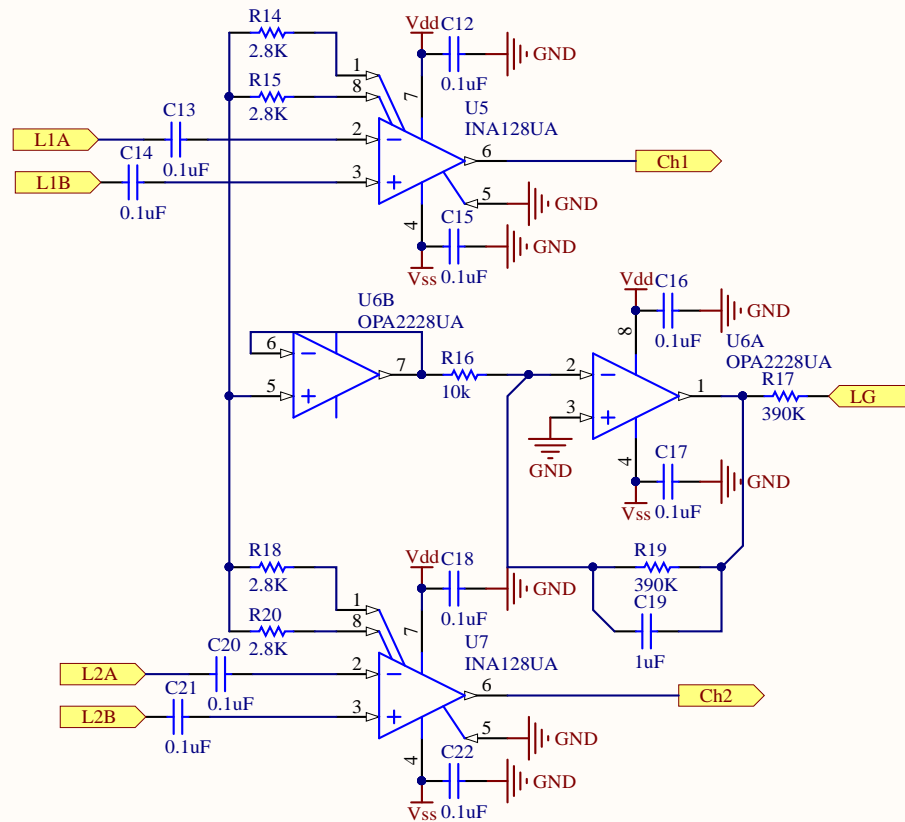 R14
2.8K
Vdd
C12
GND
0.1uF
1
R15
8
2.8K
7
U5
INA128UA
C13
L1A
2
0.1uF
C14
6
Ch1
L1B
3
0.1uF
5
GND
4
C15
GND
0.1uF
Vss
U6B
OPA2228UA
Vdd
C16
GND
0.1uF
8
U6A
OPA2228UA
6
7
R16
10k
2
5
1
R17
390K
LG
3
GND
4
C17
GND
0.1uF
Vss
R18
2.8K
Vdd
C18
GND
0.1uF
R19
390K
C19
1uF
1
R20
8
2.8K
7
U7
INA128UA
C20
L2A
2
0.1uF
C21
6
Ch2
L2B
3
0.1uF
5
GND
4
C22
GND
0.1uF
Vss